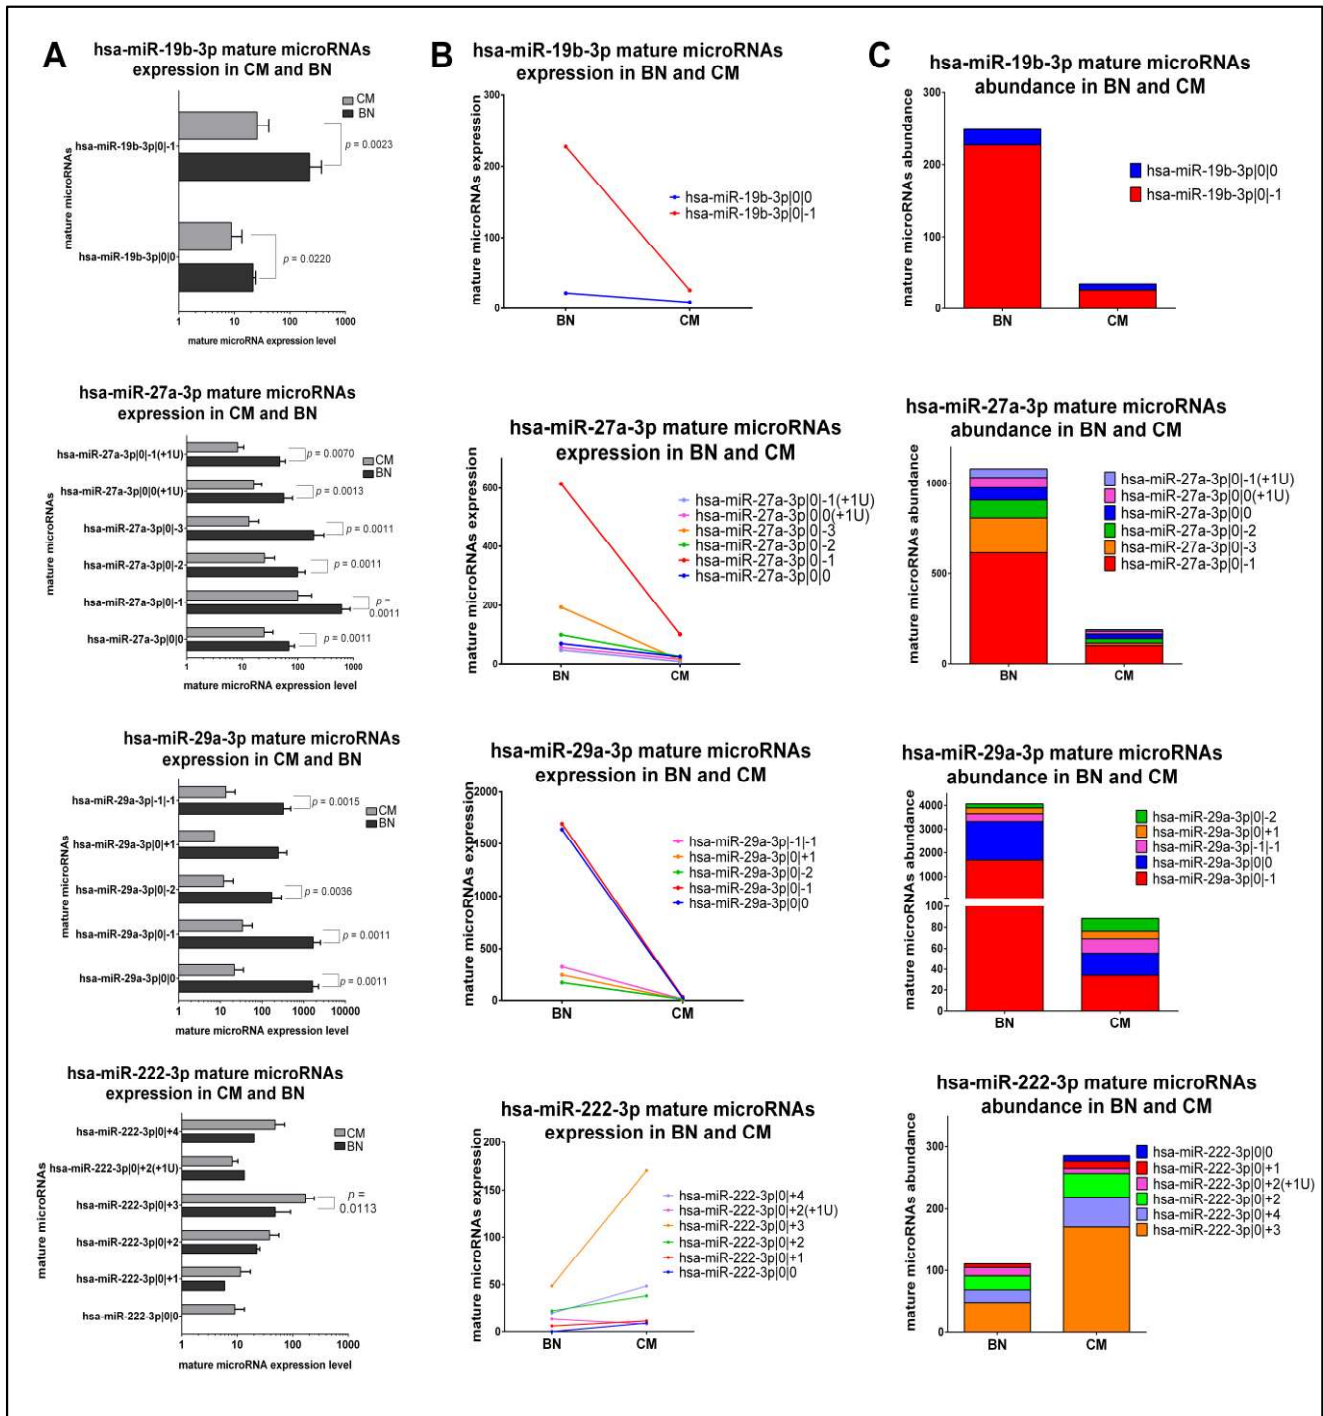 A
hsa-miR-19b-3p mature microRNAs
expression in CM and BN
CM
BN
mature microRNAs
hsa-miR-19b-3p|0|-1
p = 0.0023
hsa-miR-19b-3p|0|0
p = 0.0220
1 10 100 1000
mature microRNA expression level
B
hsa-miR-19b-3p mature microRNAs
expression in BN and CM
mature microRNAs expression
300
200
100
0
BN CM
hsa-miR-19b-3p|0|0
hsa-miR-19b-3p|0|-1
C
hsa-miR-19b-3p mature microRNAs
abundance in BN and CM
mature microRNAs abundance
300
200
100
0
BN CM
hsa-miR-19b-3p|0|0
hsa-miR-19b-3p|0|-1
hsa-miR-27a-3p mature microRNAs
expression in CM and BN
CM
BN
mature microRNAs
hsa-miR-27a-3p|0|-1(+1U)
p = 0.0070
hsa-miR-27a-3p|0|0(+1U)
p = 0.0013
hsa-miR-27a-3p|0|-3
p = 0.0011
hsa-miR-27a-3p|0|-2
p = 0.0011
hsa-miR-27a-3p|0|-1
p =
0.0011
hsa-miR-27a-3p|0|0
p = 0.0011
1 10 100 1000
mature microRNA expression level
hsa-miR-27a-3p mature microRNAs
expression in BN and CM
mature microRNAs expression
600
400
200
0
BN CM
hsa-miR-27a-3p|0|-1(+1U)
hsa-miR-27a-3p|0|0(+1U)
hsa-miR-27a-3p|0|-3
hsa-miR-27a-3p|0|-2
hsa-miR-27a-3p|0|-1
hsa-miR-27a-3p|0|0
hsa-miR-27a-3p mature microRNAs
abundance in BN and CM
mature microRNAs abundance
1000
500
0
BN CM
hsa-miR-27a-3p|0|-1(+1U)
hsa-miR-27a-3p|0|0(+1U)
hsa-miR-27a-3p|0|0
hsa-miR-27a-3p|0|-2
hsa-miR-27a-3p|0|-3
hsa-miR-27a-3p|0|-1
hsa-miR-29a-3p mature microRNAs
expression in CM and BN
CM
BN
mature microRNAs
hsa-miR-29a-3p|-1|-1
p = 0.0015
hsa-miR-29a-3p|0|+1
hsa-miR-29a-3p|0|-2
p = 0.0036
hsa-miR-29a-3p|0|-1
p = 0.0011
hsa-miR-29a-3p|0|0
p = 0.0011
1 10 100 1000 10000
mature microRNA expression level
hsa-miR-29a-3p mature microRNAs
expression in BN and CM
mature microRNAs expression
2000
1500
1000
500
0
BN CM
hsa-miR-29a-3p|-1|-1
hsa-miR-29a-3p|0|+1
hsa-miR-29a-3p|0|-2
hsa-miR-29a-3p|0|-1
hsa-miR-29a-3p|0|0
hsa-miR-29a-3p mature microRNAs
abundance in BN and CM
mature microRNAs abundance
4000
3000
2000
1000
100
80
60
40
20
0
BN CM
hsa-miR-29a-3p|0|-2
hsa-miR-29a-3p|0|+1
hsa-miR-29a-3p|-1|-1
hsa-miR-29a-3p|0|0
hsa-miR-29a-3p|0|-1
hsa-miR-222-3p mature microRNAs
expression in CM and BN
CM
BN
mature microRNAs
hsa-miR-222-3p|0|+4
hsa-miR-222-3p|0|+2(+1U)
hsa-miR-222-3p|0|+3
p =
0.0113
hsa-miR-222-3p|0|+2
hsa-miR-222-3p|0|+1
hsa-miR-222-3p|0|0
1 10 100 1000
mature microRNA expression level
hsa-miR-222-3p mature microRNAs
expression in BN and CM
mature microRNAs expression
200
150
100
50
0
BN CM
hsa-miR-222-3p|0|+4
hsa-miR-222-3p|0|+2(+1U)
hsa-miR-222-3p|0|+3
hsa-miR-222-3p|0|+2
hsa-miR-222-3p|0|+1
hsa-miR-222-3p|0|0
hsa-miR-222-3p mature microRNAs
abundance in BN and CM
mature microRNAs abundance
300
200
100
0
BN CM
hsa-miR-222-3p|0|0
hsa-miR-222-3p|0|+1
hsa-miR-222-3p|0|+2(+1U)
hsa-miR-222-3p|0|+2
hsa-miR-222-3p|0|+4
hsa-miR-222-3p|0|+3